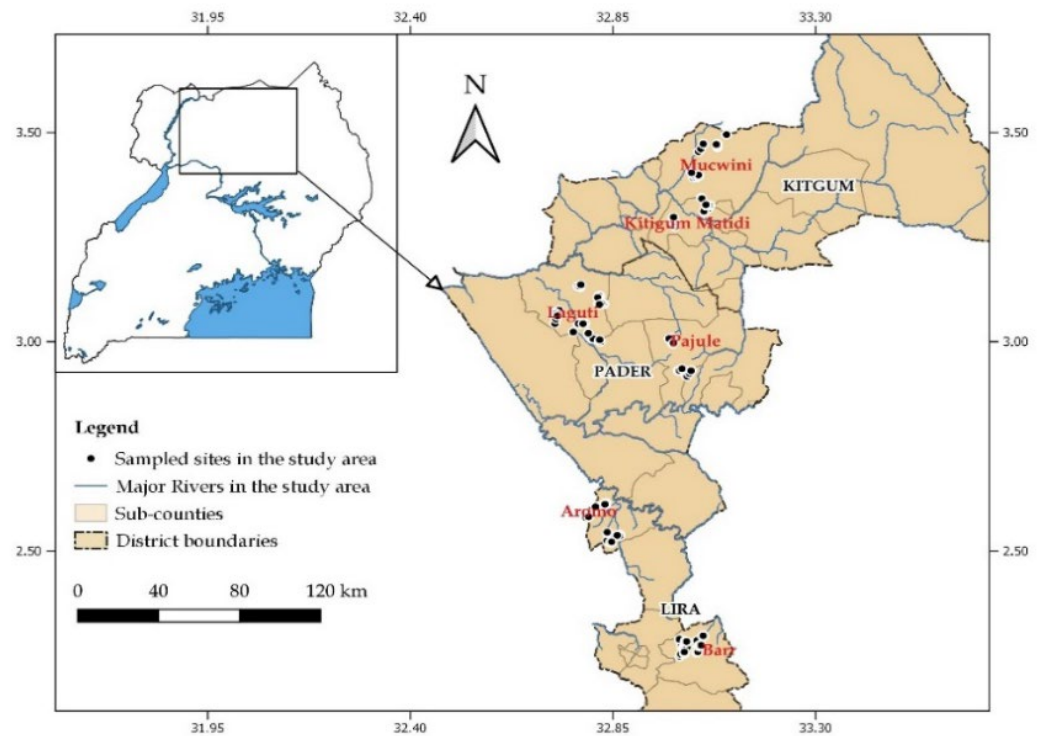 31.95 32.40 32.85 33.30
N
3.50 3.50
Mucwini
KITGUM
Kitigum Matidi
Laguti
3.00 3.00
Pajule
PADER
Legend
Sampled sites in the study area
Major Rivers in the study area
Sub-counties
District boundaries
Aromo
2.50 2.50
0 40 80 120 km
LIRA
Barr
31.95 32.40 32.85 33.30